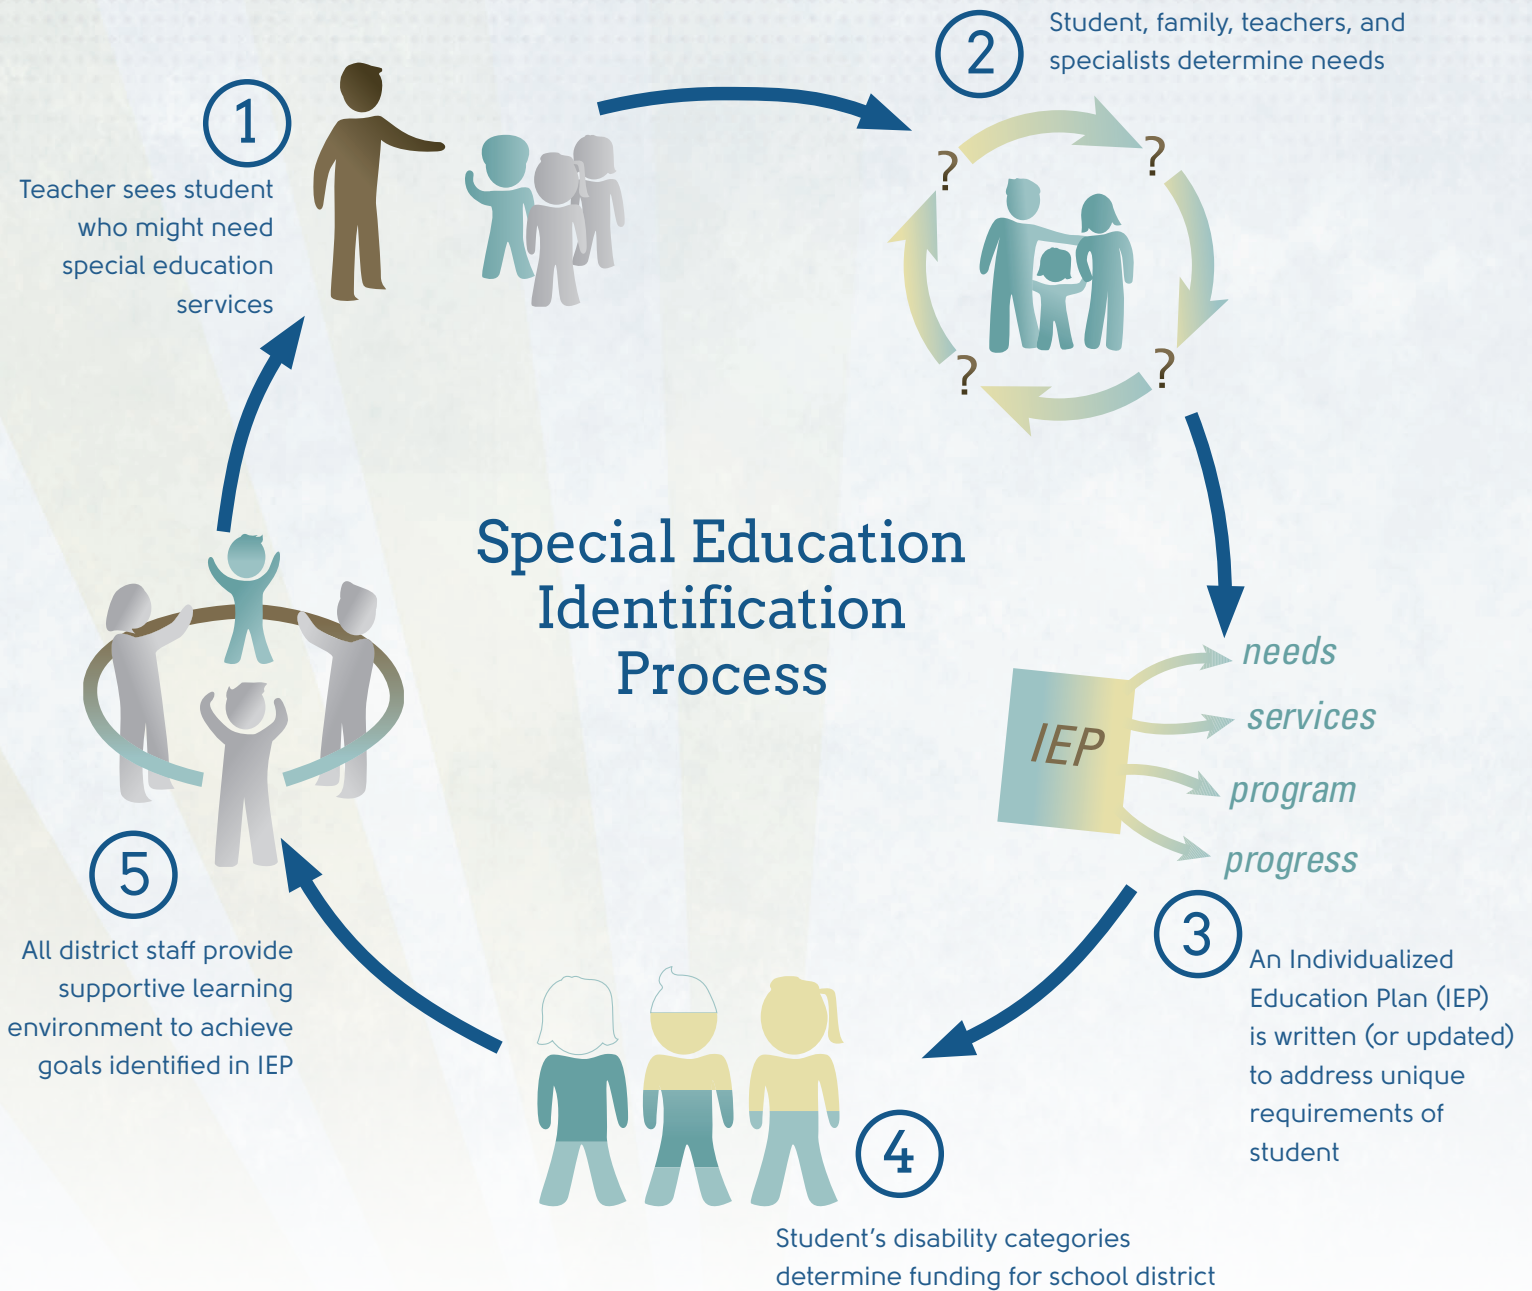 1
Teacher sees student
who might need
special education
services
2
Student, family, teachers, and
specialists determine needs
?
?
?
?
Special Education
Identification
Process
IEP
needs
services
program
progress
3
An Individualized
Education Plan (IEP)
is written (or updated)
to address unique
requirements of
student
4
Student’s disability categories
determine funding for school district
5
All district staff provide
supportive learning
environment to achieve
goals identified in IEP